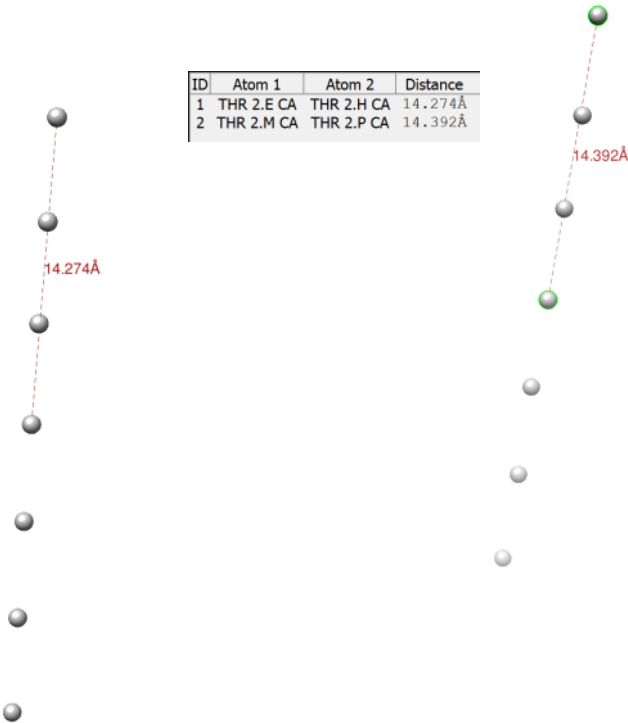 ID Atom 1 Atom 2 Distance
1 THR 2.E CA THR 2.H CA 14.274Å
2 THR 2.M CA THR 2.P CA 14.392Å
14.392Å
14.274Å